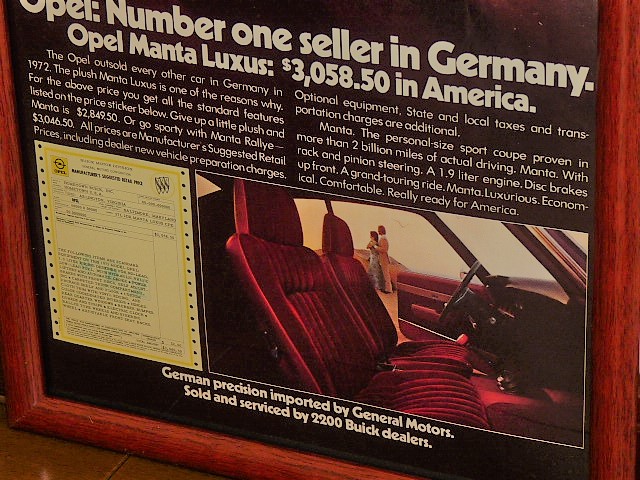 Opel: Number one seller in Germany.
Opel Manta Luxus: $3,058.50 in America.
The Opel outsold every other car in Germany in
1972. The plush Manta Luxus is one of the reasons why.
For the above price you get all the standard features
listed on the price sticker below. Give up a little plush and
Manta is $2,849.50. Or go sporty with Manta Rallye—
$3,046.50. All prices are Manufacturer's Suggested Retail
Prices, including dealer new vehicle preparation charges.
Optional equipment, State and local taxes and trans-
portation charges are additional.
Manta. The personal-size sport coupe proven in
more than 2 billion miles of actual driving. Manta. With
rack and pinion steering. A 1.9 liter engine. Disc brakes
up front. A grand-touring ride. Manta. Luxurious. Econom-
ical. Comfortable. Really ready for America.
OPEL
MANUFACTURER'S SUGGESTED RETAIL PRICE
German precision imported by General Motors.
Sold and serviced by 2200 Buick dealers.